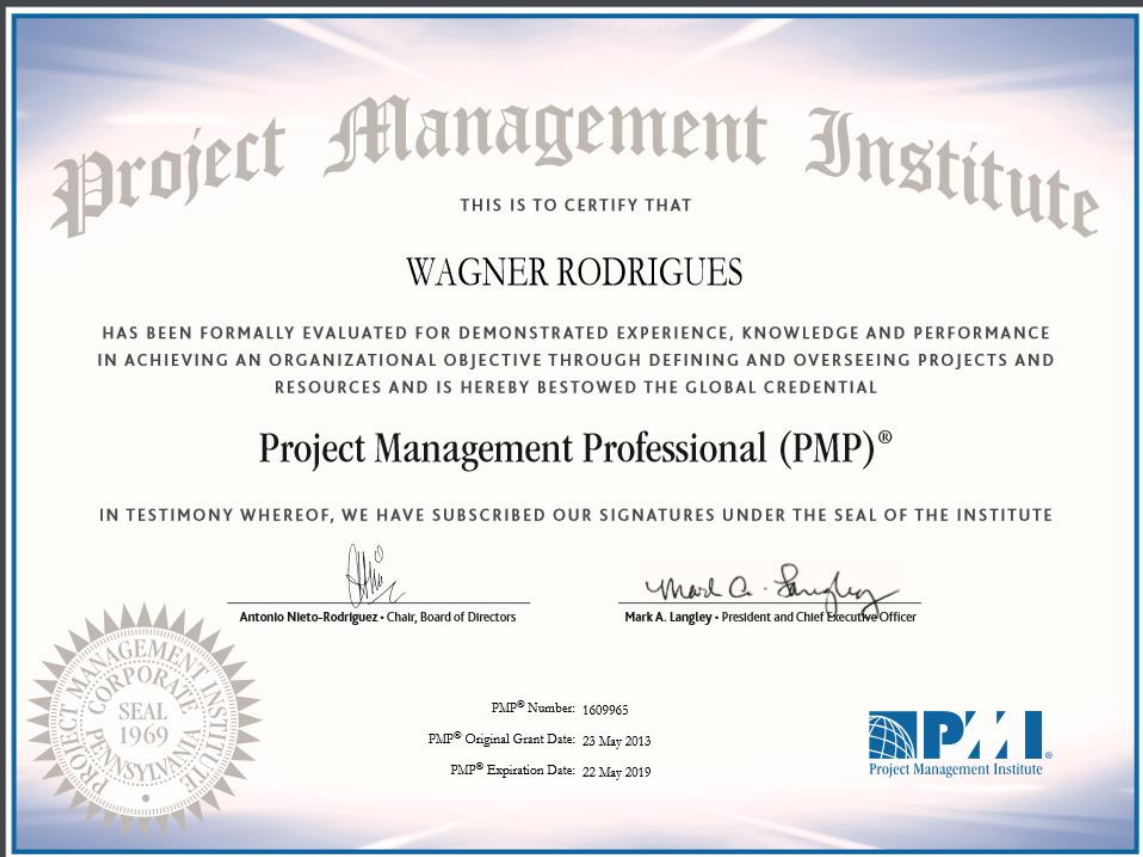 Project Management Institute
THIS IS TO CERTIFY THAT
WAGNER RODRIGUES
HAS BEEN FORMALLY EVALUATED FOR DEMONSTRATED EXPERIENCE, KNOWLEDGE AND PERFORMANCE
IN ACHIEVING AN ORGANIZATIONAL OBJECTIVE THROUGH DEFINING AND OVERSEEING PROJECTS AND
RESOURCES AND IS HEREBY BESTOWED THE GLOBAL CREDENTIAL
Project Management Professional (PMP)®
IN TESTIMONY WHEREOF, WE HAVE SUBSCRIBED OUR SIGNATURES UNDER THE SEAL OF THE INSTITUTE
Mark A. Langley
Antonio Nieto-Rodriguez • Chair, Board of Directors
Mark A. Langley • President and Chief Executive Officer
PROJECT MANAGEMENT INSTITUTE
CORPORATE
SEAL
1969
PENNSYLVANIA
PMP® Number: 1609965
PMP® Original Grant Date: 23 May 2013
PMP® Expiration Date: 22 May 2019
PMI®
Project Management Institute